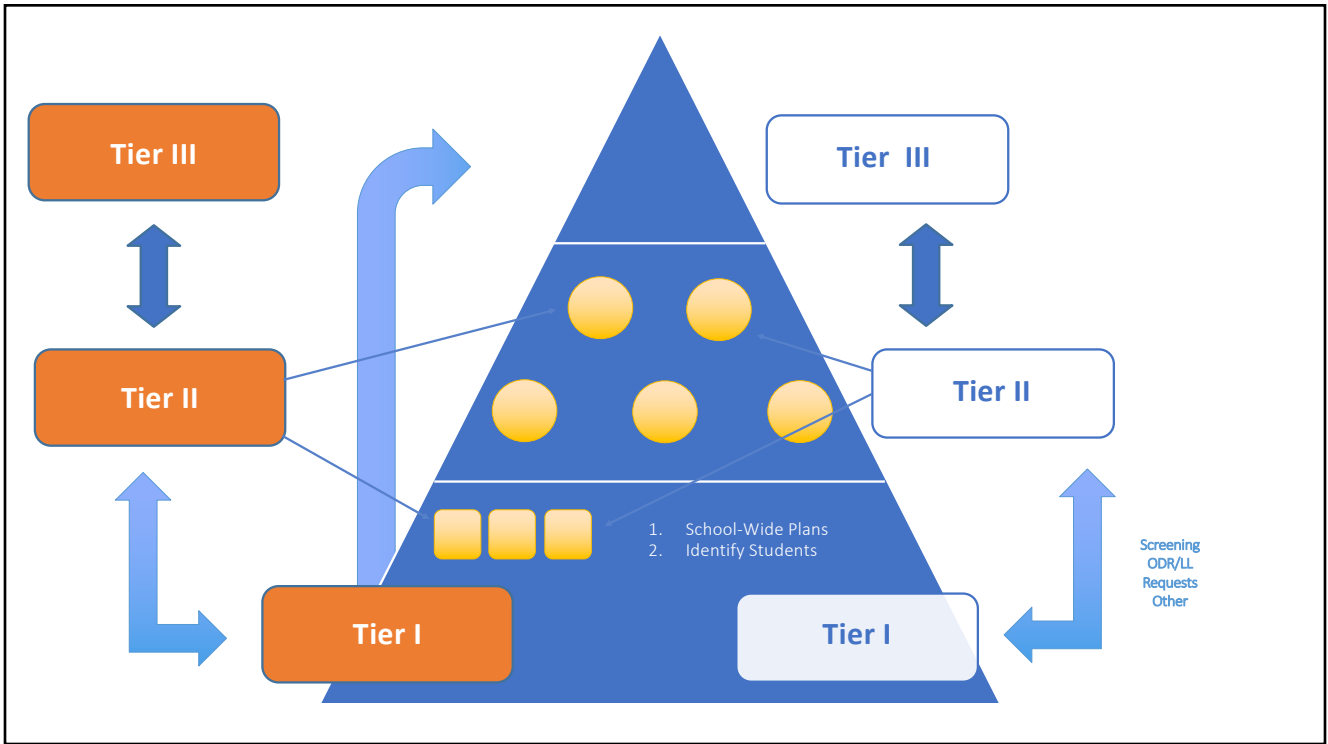 Tier III
Tier III
Tier II
Tier II
1. School-Wide Plans
2. Identify Students
Screening
ODR/LL
Requests
Other
Tier I
Tier I